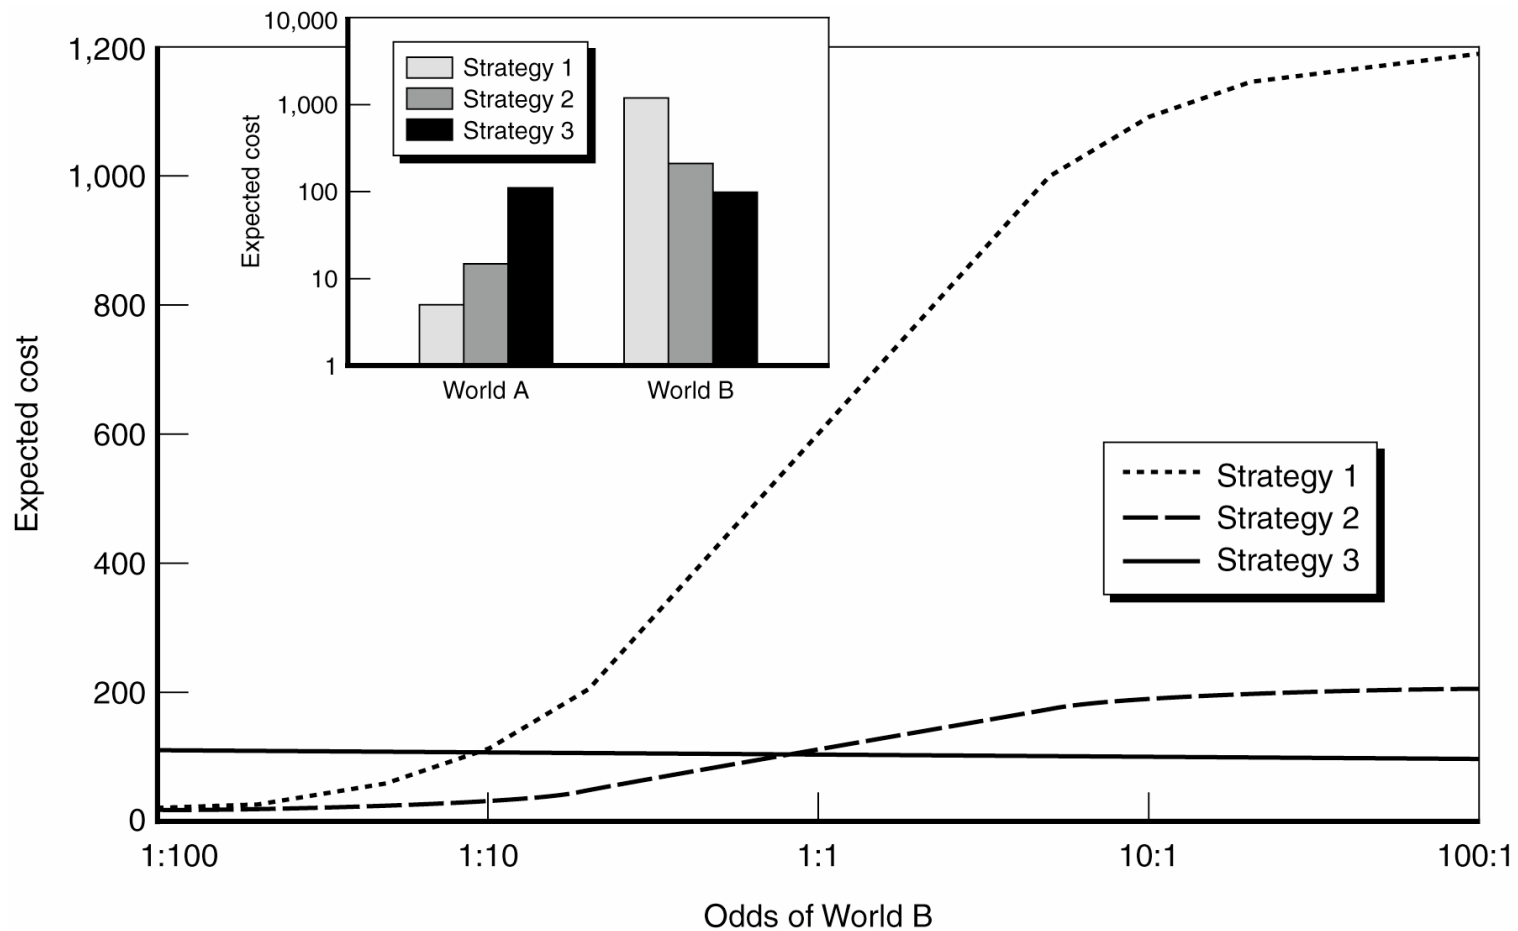 10,000
1,000
100
10
1
Expected cost
Strategy 1
Strategy 2
Strategy 3
World A
World B
1,200
1,000
800
600
400
200
0
Expected cost
Strategy 1
Strategy 2
Strategy 3
1:100
1:10
1:1
10:1
100:1
Odds of World B